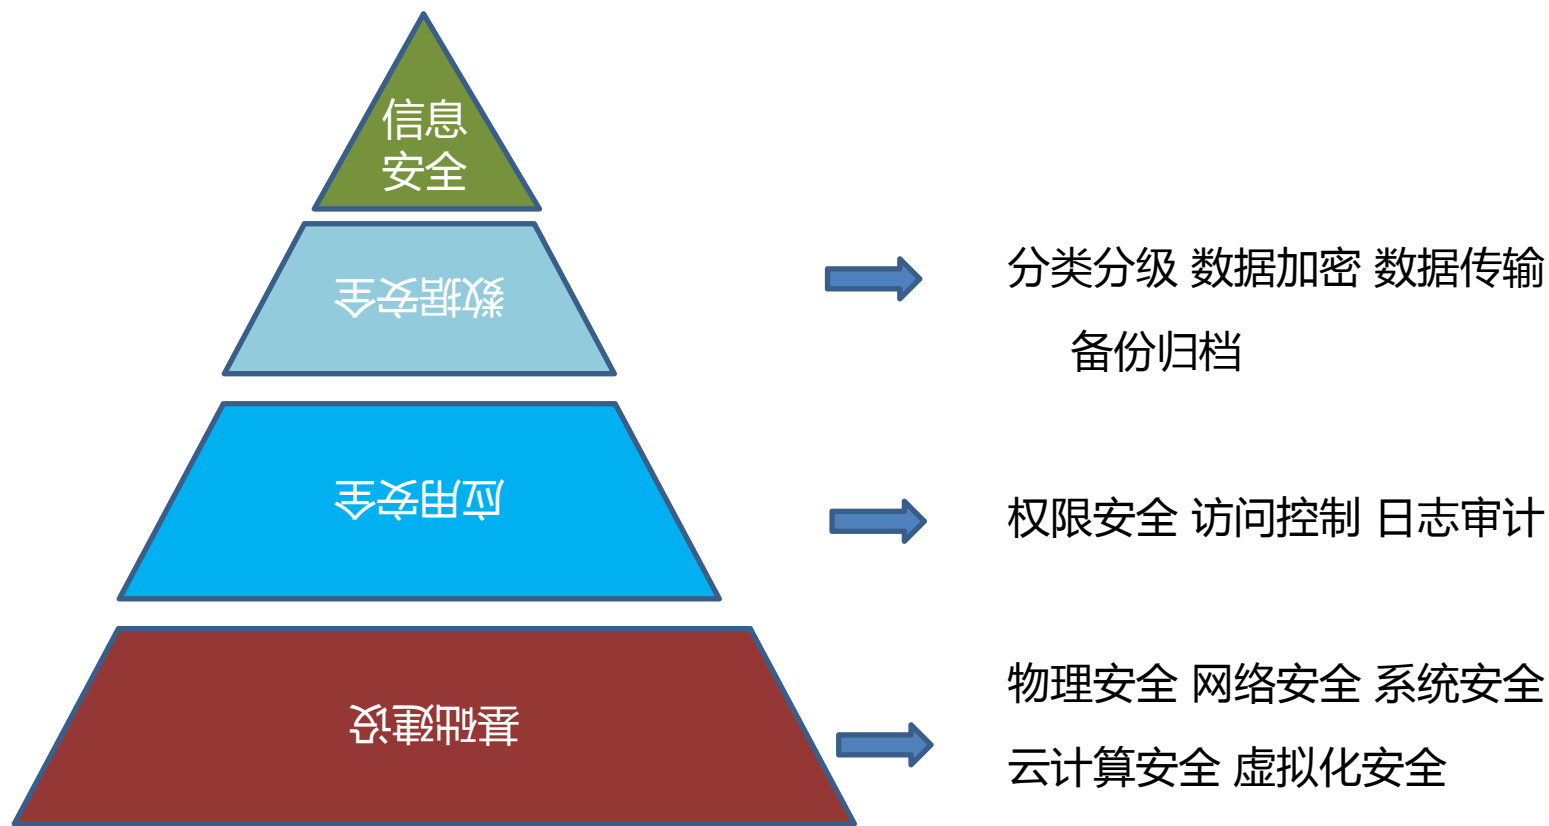 信息
安全
数据安全
分类分级 数据加密 数据传输
备份归档
应用安全
权限安全 访问控制 日志审计
基础建设
物理安全 网络安全 系统安全
云计算安全 虚拟化安全